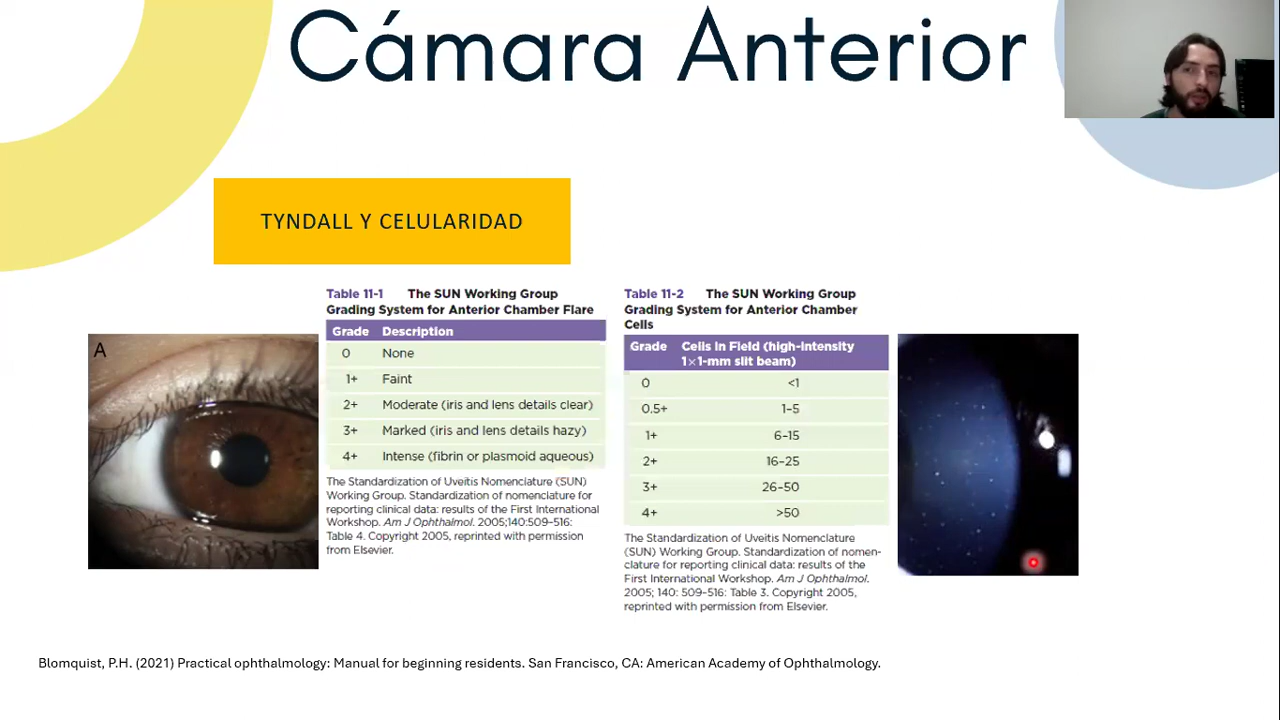 Cámara Anterior
TYNDALL Y CELULARIDAD
A
Table 11-1 The SUN Working Group
Grading System for Anterior Chamber Flare
Grade Description
0 None
1+ Faint
2+ Moderate (iris and lens details clear)
3+ Marked (iris and lens details hazy)
4+ Intense (fibrin or plasmoid aqueous)
The Standardization of Uveitis Nomenclature (SUN)
Working Group. Standardization of nomenclature for
reporting clinical data: results of the First International
Workshop. Am J Ophthalmol. 2005;140:509–516:
Table 4. Copyright 2005, reprinted with permission
from Elsevier.
Table 11-2 The SUN Working Group
Grading System for Anterior Chamber
Cells
Grade Cells in Field (high-intensity
1×1-mm slit beam)
0 <1
0.5+ 1–5
1+ 6–15
2+ 16–25
3+ 26–50
4+ >50
The Standardization of Uveitis Nomenclature
(SUN) Working Group. Standardization of nomen-
clature for reporting clinical data: results of the
First International Workshop. Am J Ophthalmol.
2005; 140: 509–516: Table 3. Copyright 2005,
reprinted with permission from Elsevier.
Blomquist, P.H. (2021) Practical ophthalmology: Manual for beginning residents. San Francisco, CA: American Academy of Ophthalmology.